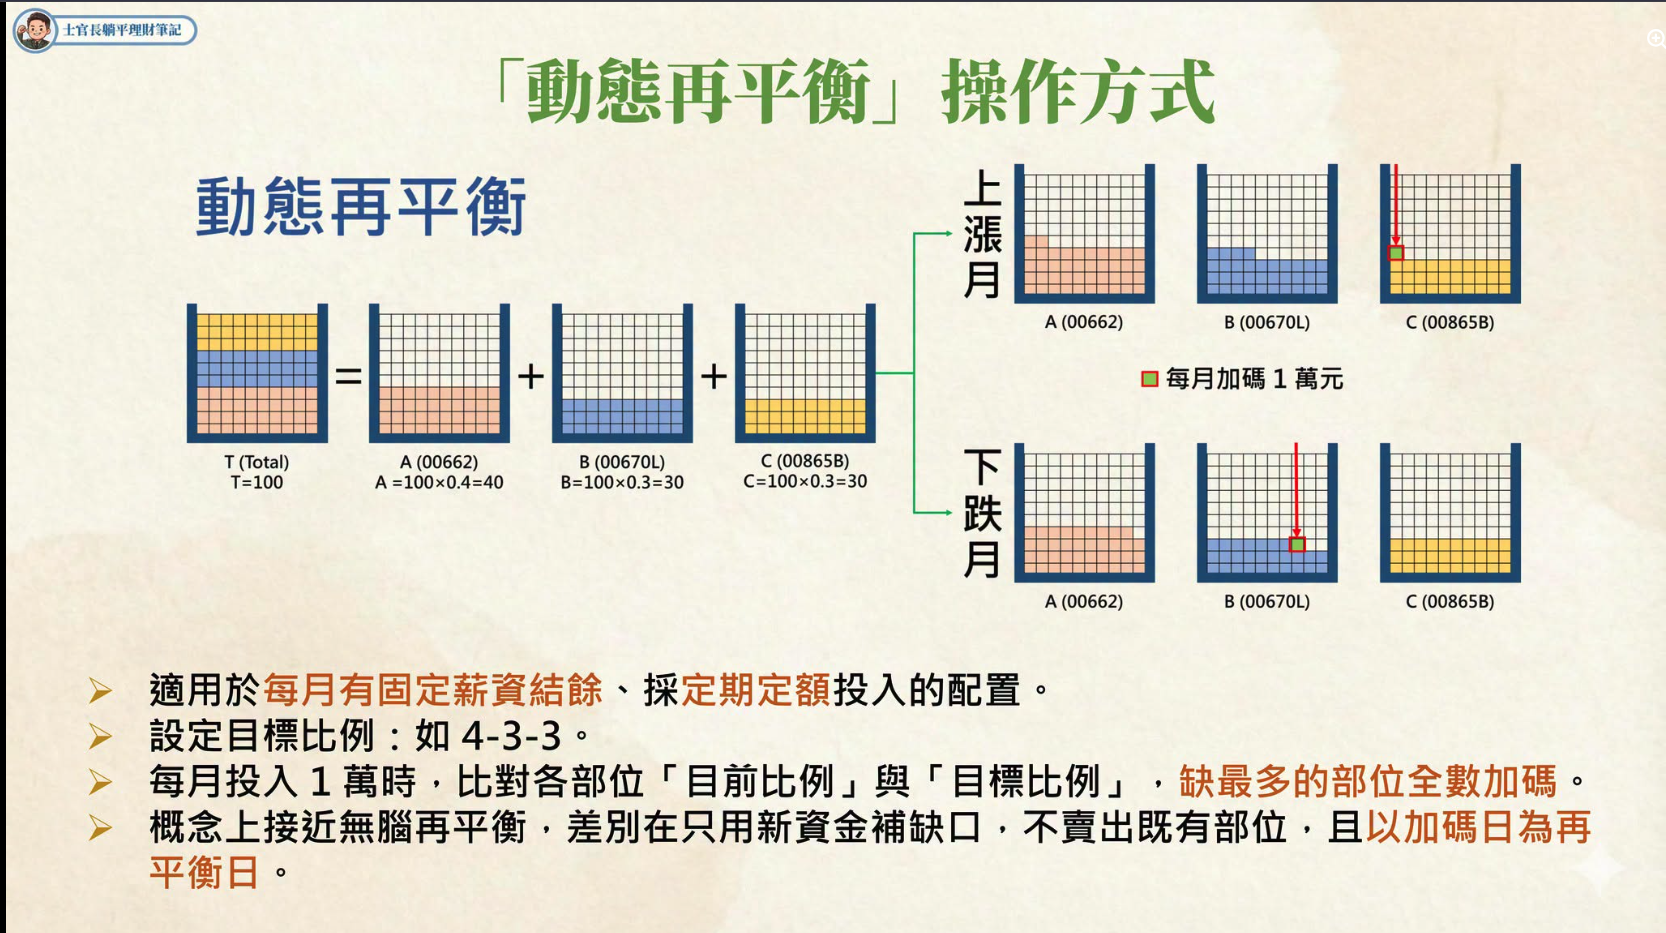 士官長躺平理財筆記
「動態再平衡」操作方式
動態再平衡
T (Total)
T=100
=
A (00662)
A =100×0.4=40
+
B (00670L)
B=100×0.3=30
+
C (00865B)
C=100×0.3=30
上漲月
A (00662)
B (00670L)
C (00865B)
每月加碼 1 萬元
下跌月
A (00662)
B (00670L)
C (00865B)
適用於每月有固定薪資結餘、採定期定額投入的配置。
設定目標比例：如 4-3-3。
每月投入 1 萬時，比對各部位「目前比例」與「目標比例」，缺最多的部位全數加碼。
概念上接近無腦再平衡，差別在只用新資金補缺口，不賣出既有部位，且以加碼日為再
平衡日。